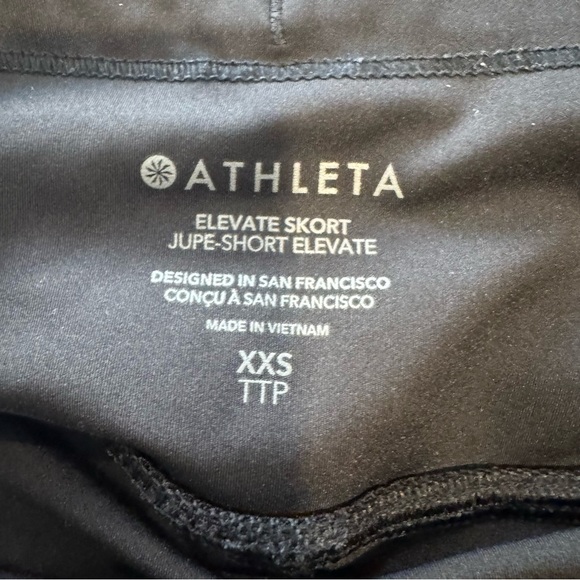 ATHLETA
ELEVATE SKORT
JUPE-SHORT ELEVATE
DESIGNED IN SAN FRANCISCO
CONÇU À SAN FRANCISCO
MADE IN VIETNAM
XXS
TTP